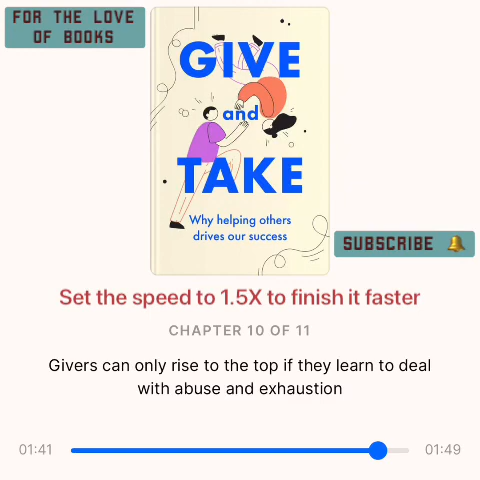 FOR THE LOVE
OF BOOKS
GIVE
and
TAKE
Why helping others
drives our success
SUBSCRIBE 🔔
Set the speed to 1.5X to finish it faster
CHAPTER 10 OF 11
Givers can only rise to the top if they learn to deal
with abuse and exhaustion
01:41
01:49